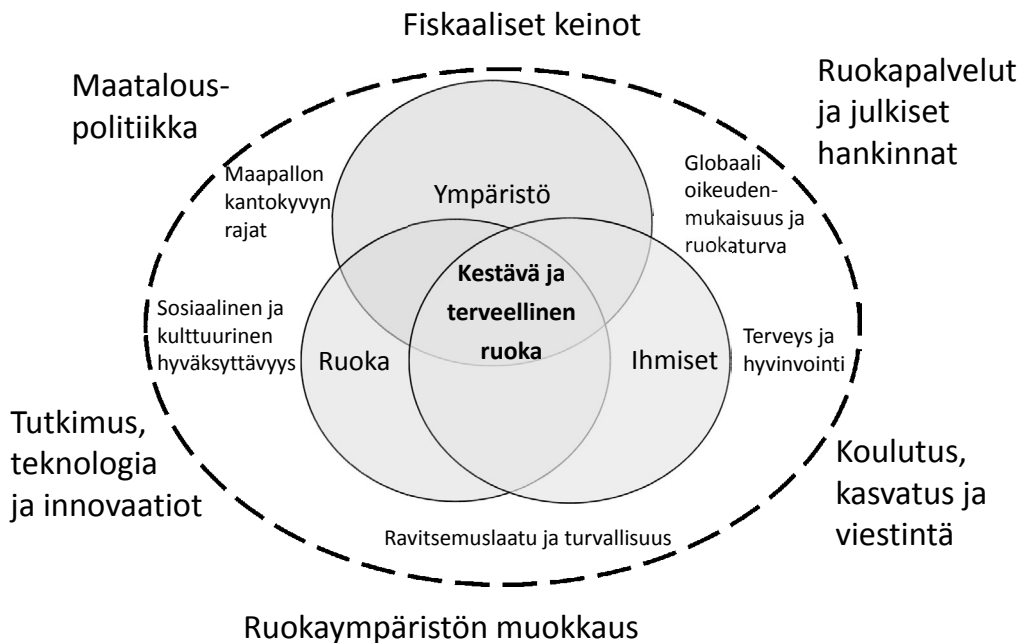 Fiskaaliset keinot
Maatalous-
politiikka
Ruokapalvelut
ja julkiset
hankinnat
Maapallon
kantokyvyn
rajat
Ympäristö
Globaali
oikeuden-
mukaisuus ja
ruokaturva
Kestävä ja
terveellinen
ruoka
Sosiaalinen ja
kulttuurinen
hyväksyttävyys
Ruoka
Ihmiset
Terveys ja
hyvinvointi
Tutkimus,
teknologia
ja innovaatiot
Koulutus,
kasvatus ja
viestintä
Ravitsemuslaatu ja turvallisuus
Ruokaympäristön muokkaus